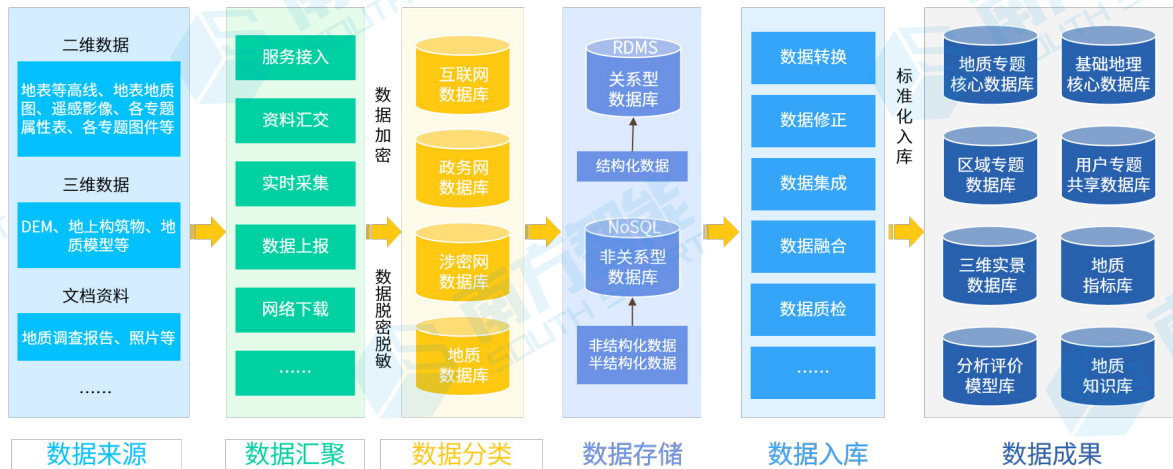 二维数据
地表等高线、地表地质
图、遥感影像、各专题
属性表、各专题图件等
三维数据
DEM、地上构筑物、地
质模型等
文档资料
地质调查报告、照片等
……
数据来源
服务接入
资料汇交
实时采集
数据上报
网络下载
……
数据汇聚
数据加密
数据脱密脱敏
互联网
数据库
政务网
数据库
涉密网
数据库
地质
数据库
数据分类
RDMS
关系型
数据库
结构化数据
NoSQL
非关系型
数据库
非结构化数据
半结构化数据
数据存储
数据转换
数据修正
数据集成
数据融合
数据质检
……
数据入库
标准化入库
地质专题
核心数据库
基础地理
核心数据库
区域专题
数据库
用户专题
共享数据库
三维实景
数据库
地质
指标库
分析评价
模型库
地质
知识库
数据成果
南方智能
SOUTH SMART